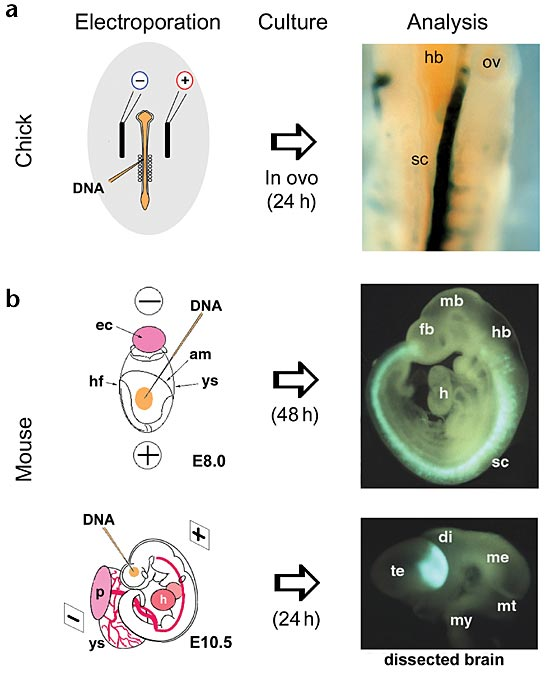 a
Electroporation
Culture
Analysis
Chick
−
+
DNA
In ovo
(24 h)
hb
ov
sc
b
Mouse
−
DNA
ec
am
hf
ys
+
E8.0
(48 h)
mb
fb
hb
h
sc
DNA
+
p
h
−
ys
E10.5
(24 h)
di
te
me
mt
my
dissected brain